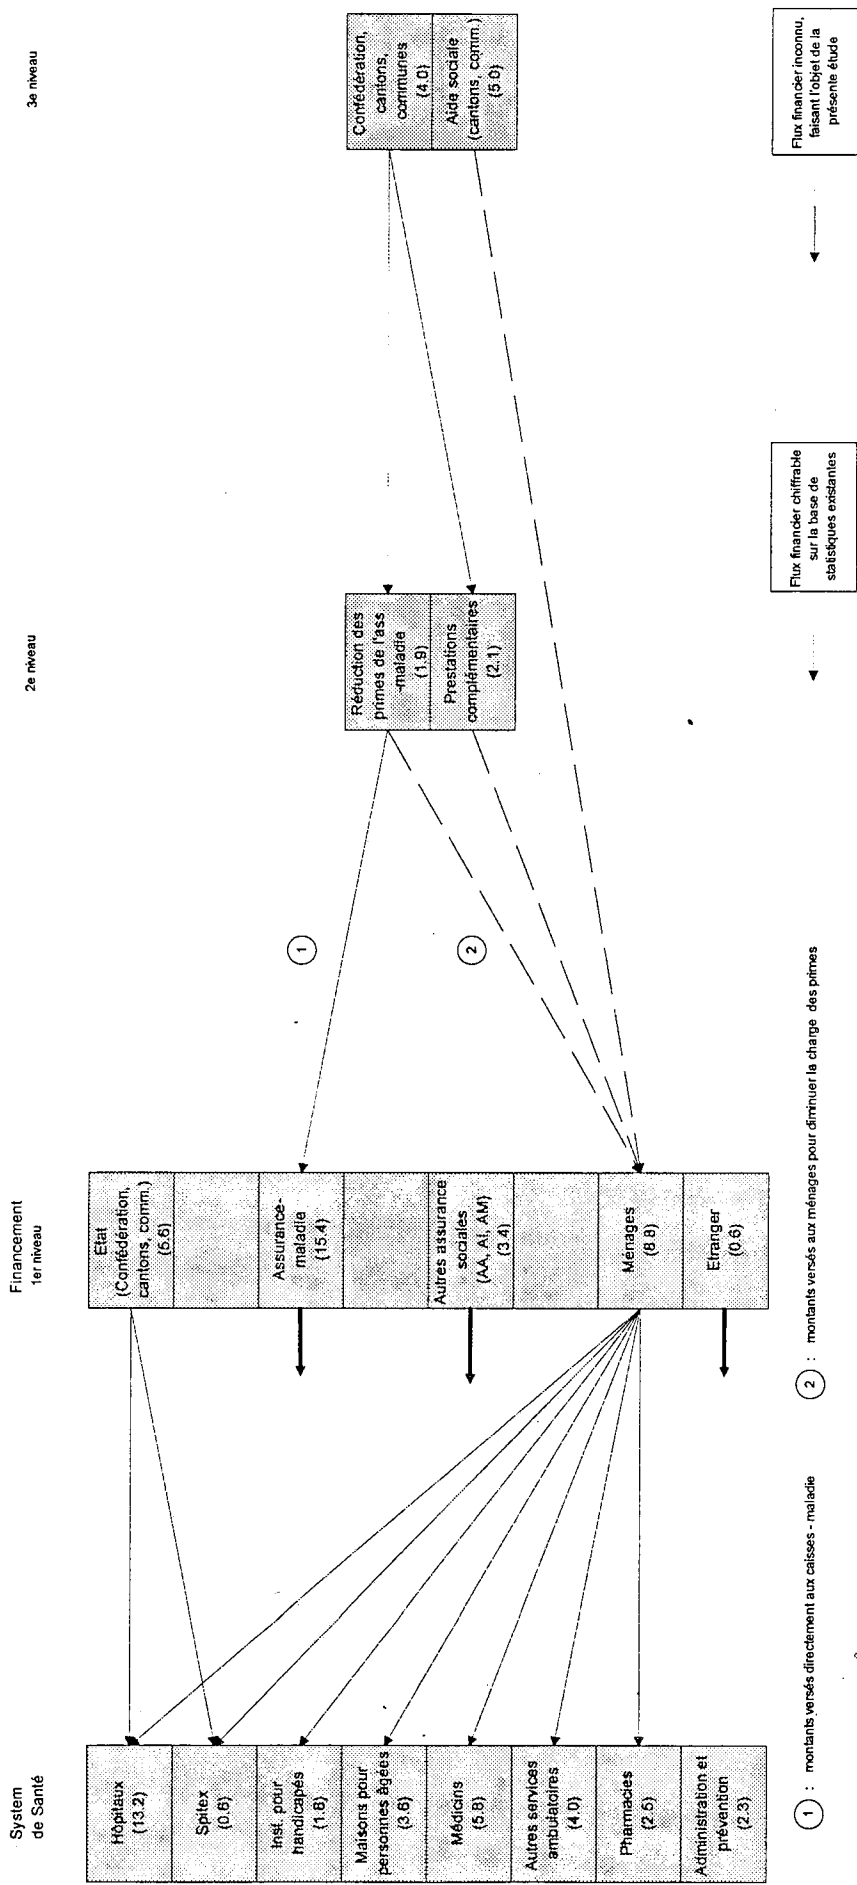 System
de Santé
Financement
1er niveau
2e niveau
3e niveau
Hôpitaux
(13.2)
Spitex
(0.8)
Inst. pour
handicapés
(1.8)
Maisons pour
personnes âgées
(3.6)
Médicins
(5.8)
Autres services
ambulatoires
(4.0)
Pharmacies
(2.5)
Administration et
prévention
(2.3)
Etat
(Confédération,
cantons, comm.)
(5.6)
Assurance-
maladie
(15.4)
Autres assurance
sociales
(AA, AI, AM)
(3.4)
Ménages
(8.8)
Etranger
(0.6)
1
2
Réduction des
primes de l'ass
-maladie
(1.9)
Prestations
complémentaires
(2.1)
Confédération,
cantons,
communes
(4.0)
Aide sociale
(cantons, comm.)
(5.0)
1 : montants versés directement aux caisses - maladie
2 : montants versés aux ménages pour diminuer la charge des primes
Flux financier chiffrable
sur la base de
statistiques existantes
Flux financier inconnu,
faisant l'objet de la
présente étude